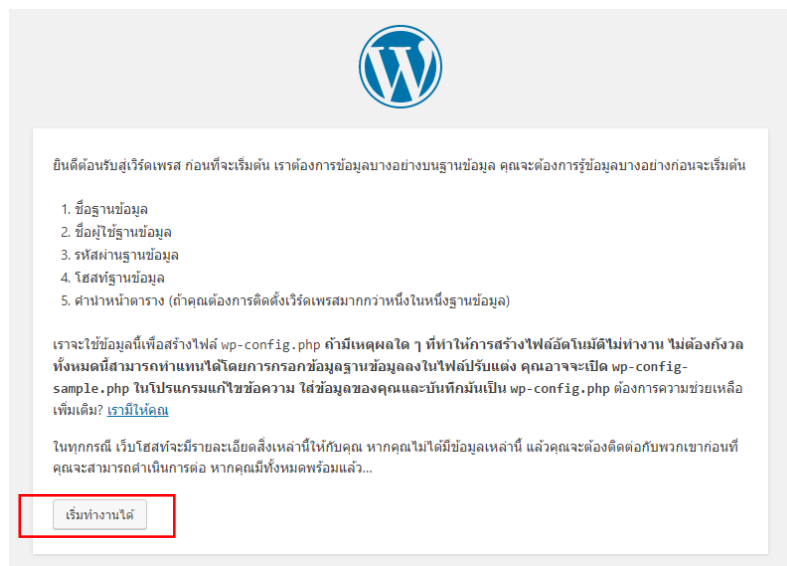 ยินดีต้อนรับสู่เวิร์ดเพรส ก่อนที่จะเริ่มต้น เราต้องการข้อมูลบางอย่างบนฐานข้อมูล คุณจะต้องการรู้ข้อมูลบางอย่างก่อนจะเริ่มต้น
1. ชื่อฐานข้อมูล
2. ชื่อผู้ใช้ฐานข้อมูล
3. รหัสผ่านฐานข้อมูล
4. โฮสท์ฐานข้อมูล
5. คำนำหน้าตาราง (ถ้าคุณต้องการติดตั้งเวิร์ดเพรสมากกว่าหนึ่งในหนึ่งฐานข้อมูล)
เราจะใช้ข้อมูลนี้เพื่อสร้างไฟล์ wp-config.php ถ้ามีเหตุผลใด ๆ ที่ทำให้การสร้างไฟล์อัตโนมัติไม่ทำงาน ไม่ต้องกังวล
ทั้งหมดนี้สามารถทำแทนได้โดยการกรอกข้อมูลฐานข้อมูลลงในไฟล์ปรับแต่ง คุณอาจจะเปิด wp-config-
sample.php ในโปรแกรมแก้ไขข้อความ ใส่ข้อมูลของคุณและบันทึกมันเป็น wp-config.php ต้องการความช่วยเหลือ
เพิ่มเติม? เรามีให้คุณ
ในทุกกรณี เว็บโฮสท์จะมีรายละเอียดสิ่งเหล่านี้ให้กับคุณ หากคุณไม่ได้มีข้อมูลเหล่านี้ แล้วคุณจะต้องติดต่อกับพวกเขาก่อนที่
คุณจะสามารถดำเนินการต่อ หากคุณมีทั้งหมดพร้อมแล้ว...
เริ่มทำงานได้